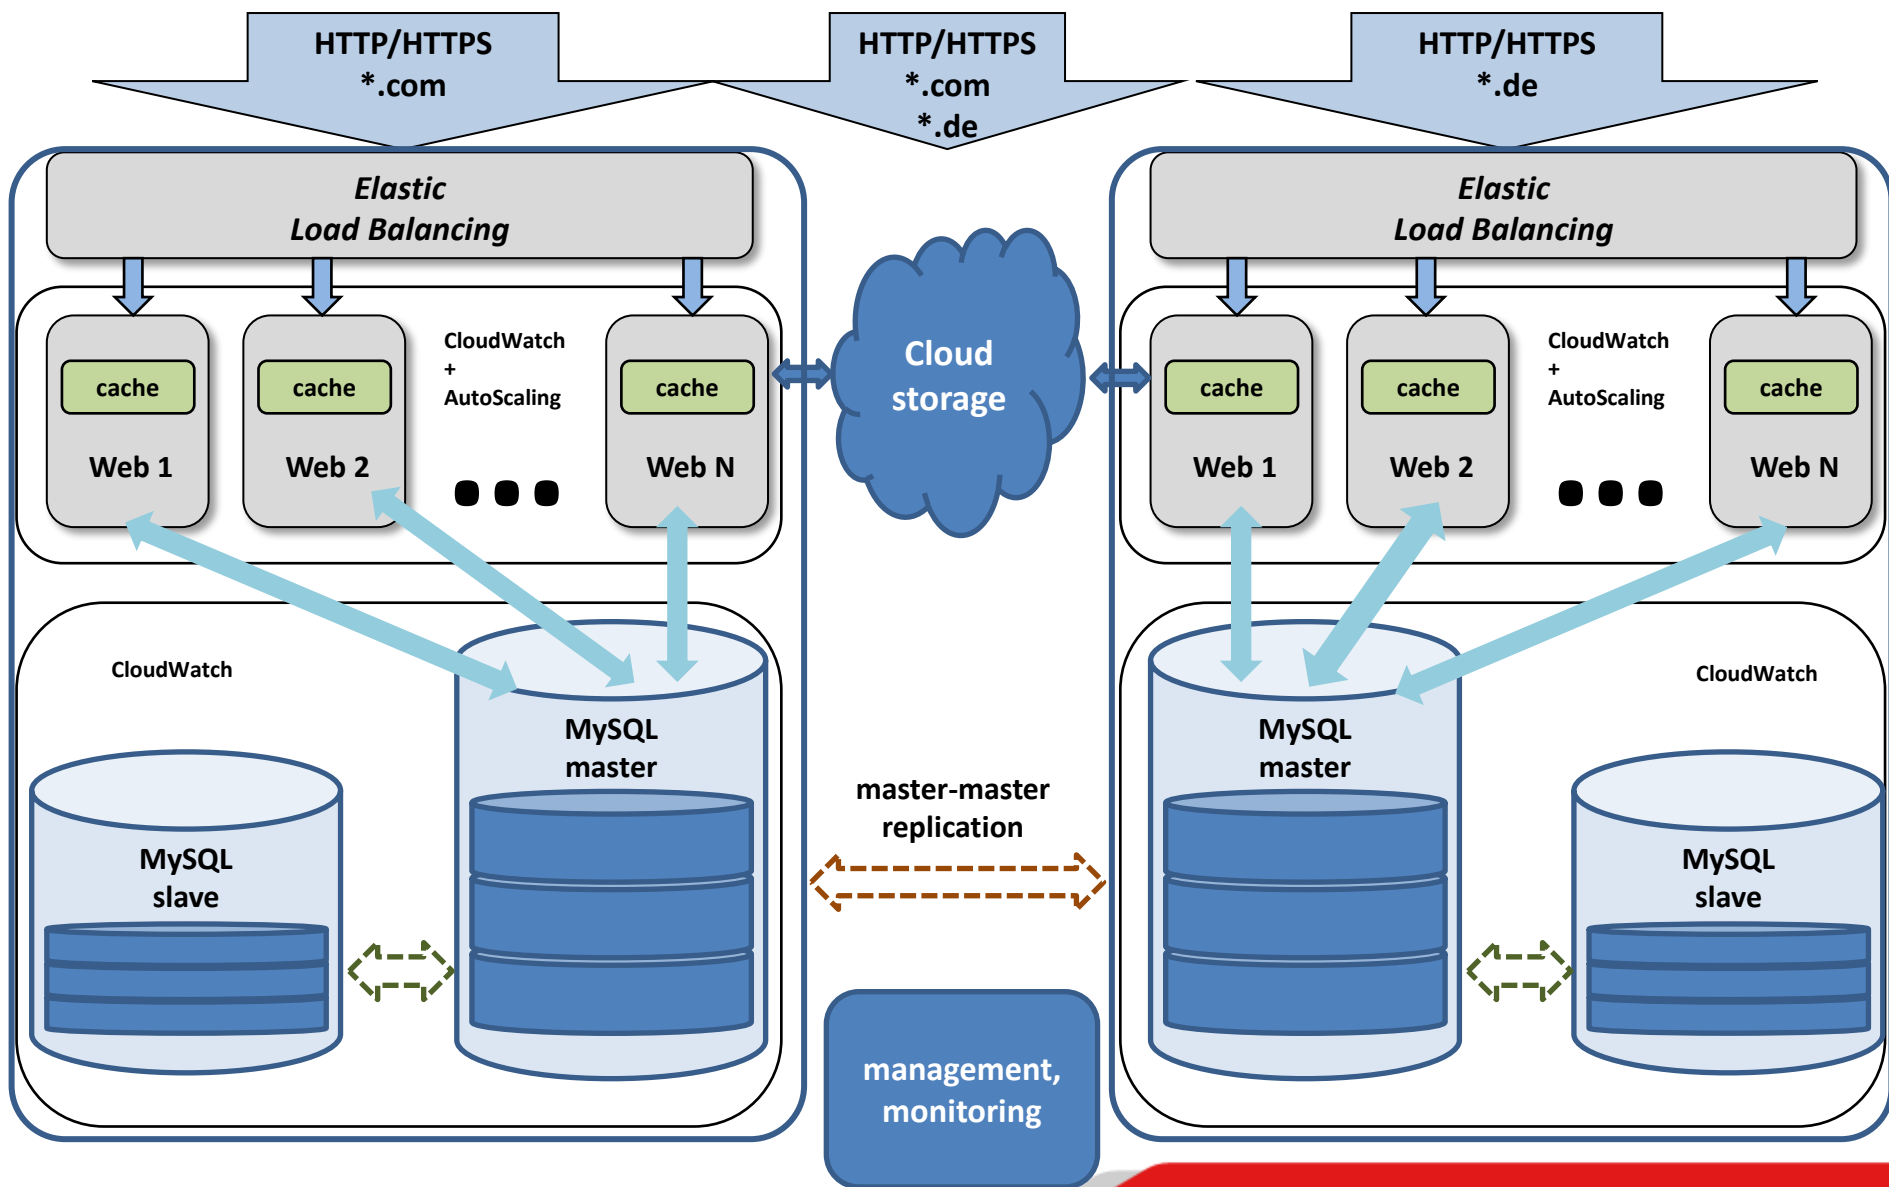 HTTP/HTTPS
*.com
HTTP/HTTPS
*.com
*.de
HTTP/HTTPS
*.de
Elastic
Load Balancing
Elastic
Load Balancing
cache
Web 1
cache
Web 2
CloudWatch
+
AutoScaling
cache
Web N
Cloud
storage
cache
Web 1
cache
Web 2
CloudWatch
+
AutoScaling
cache
Web N
CloudWatch
MySQL
master
MySQL
slave
master-master
replication
MySQL
master
CloudWatch
MySQL
slave
management,
monitoring